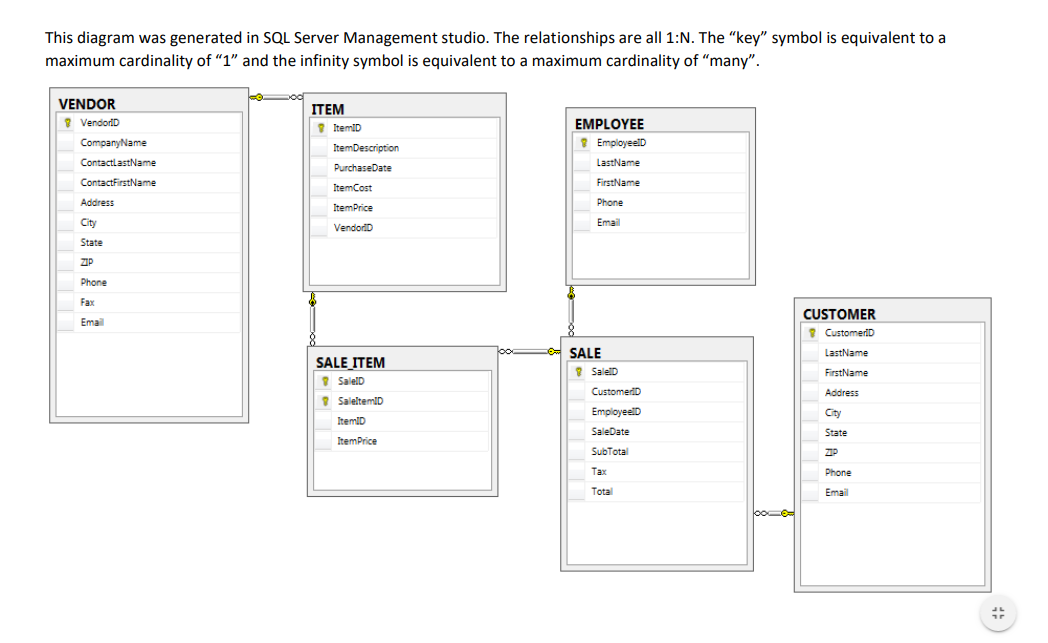 This diagram was generated in SQL Server Management studio. The relationships are all 1:N. The “key” symbol is equivalent to a
maximum cardinality of “1” and the infinity symbol is equivalent to a maximum cardinality of “many”.
VENDOR
VendorID
CompanyName
ContactLastName
ContactFirstName
Address
City
State
ZIP
Phone
Fax
Email
ITEM
ItemID
ItemDescription
PurchaseDate
ItemCost
ItemPrice
VendorID
EMPLOYEE
EmployeeID
LastName
FirstName
Phone
Email
SALE_ITEM
SaleID
SaleItemID
ItemID
ItemPrice
SALE
SaleID
CustomerID
EmployeeID
SaleDate
SubTotal
Tax
Total
CUSTOMER
CustomerID
LastName
FirstName
Address
City
State
ZIP
Phone
Email